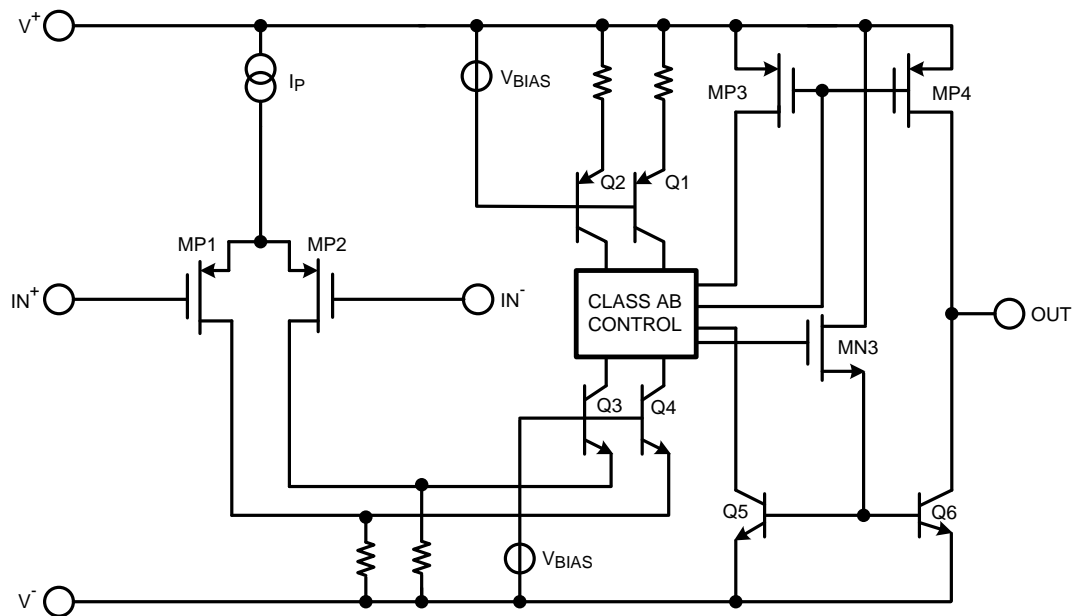 V+
IP
VBIAS
MP3
MP4
Q2
Q1
MP1
MP2
IN+
IN-
CLASS AB
CONTROL
OUT
MN3
Q3
Q4
Q5
Q6
VBIAS
V-